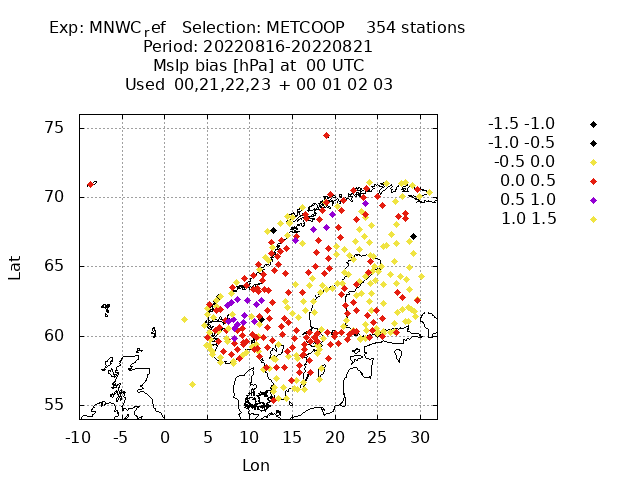 Exp: MNWCref   Selection: METCOOP    354 stations
Period: 20220816-20220821
Mslp bias [hPa] at  00 UTC
Used  00,21,22,23  + 00 01 02 03
-1.5 -1.0
-1.0 -0.5
-0.5 0.0
0.0 0.5
0.5 1.0
1.0 1.5
75
70
65
60
55
Lat
-10 -5 0 5 10 15 20 25 30
Lon